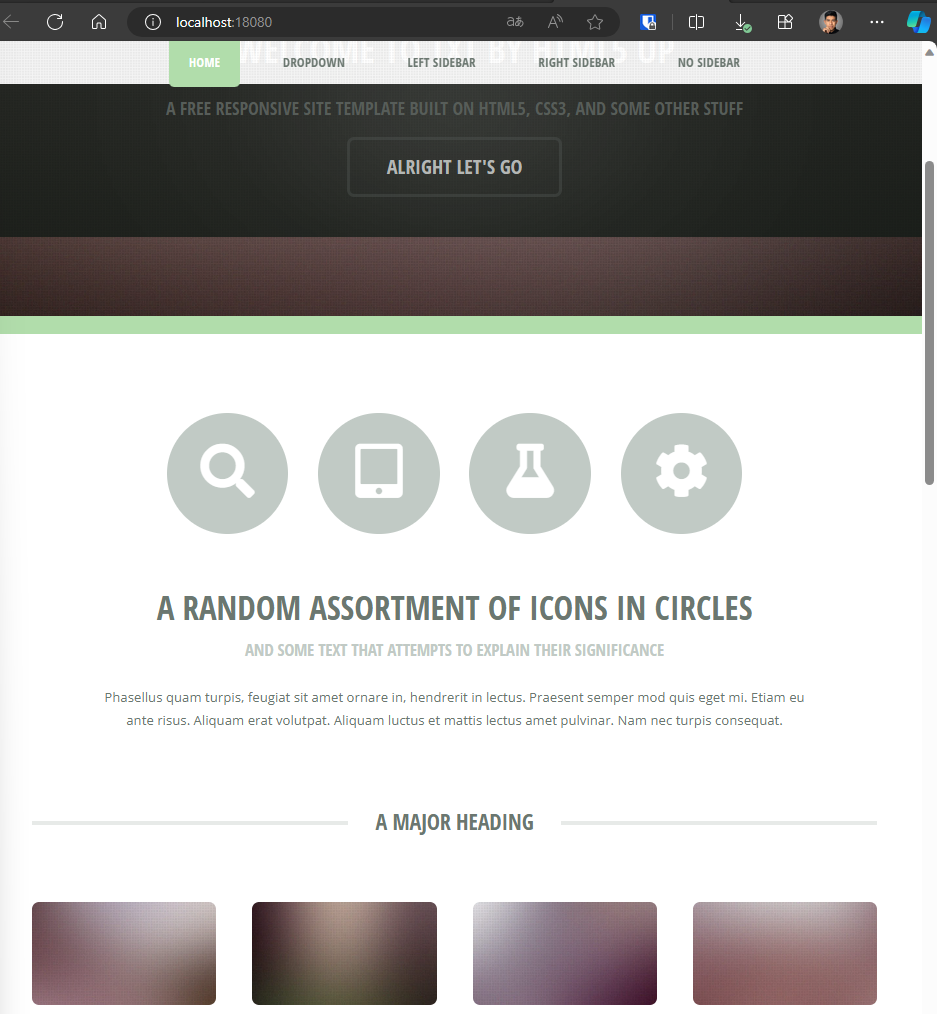 localhost:18080
aあ
A
WELCOME TO TXT BY HTML5 UP
HOME DROPDOWN LEFT SIDEBAR RIGHT SIDEBAR NO SIDEBAR
A FREE RESPONSIVE SITE TEMPLATE BUILT ON HTML5, CSS3, AND SOME OTHER STUFF
ALRIGHT LET'S GO
A RANDOM ASSORTMENT OF ICONS IN CIRCLES
AND SOME TEXT THAT ATTEMPTS TO EXPLAIN THEIR SIGNIFICANCE
Phasellus quam turpis, feugiat sit amet ornare in, hendrerit in lectus. Praesent semper mod quis eget mi. Etiam eu
ante risus. Aliquam erat volutpat. Aliquam luctus et mattis lectus amet pulvinar. Nam nec turpis consequat.
A MAJOR HEADING